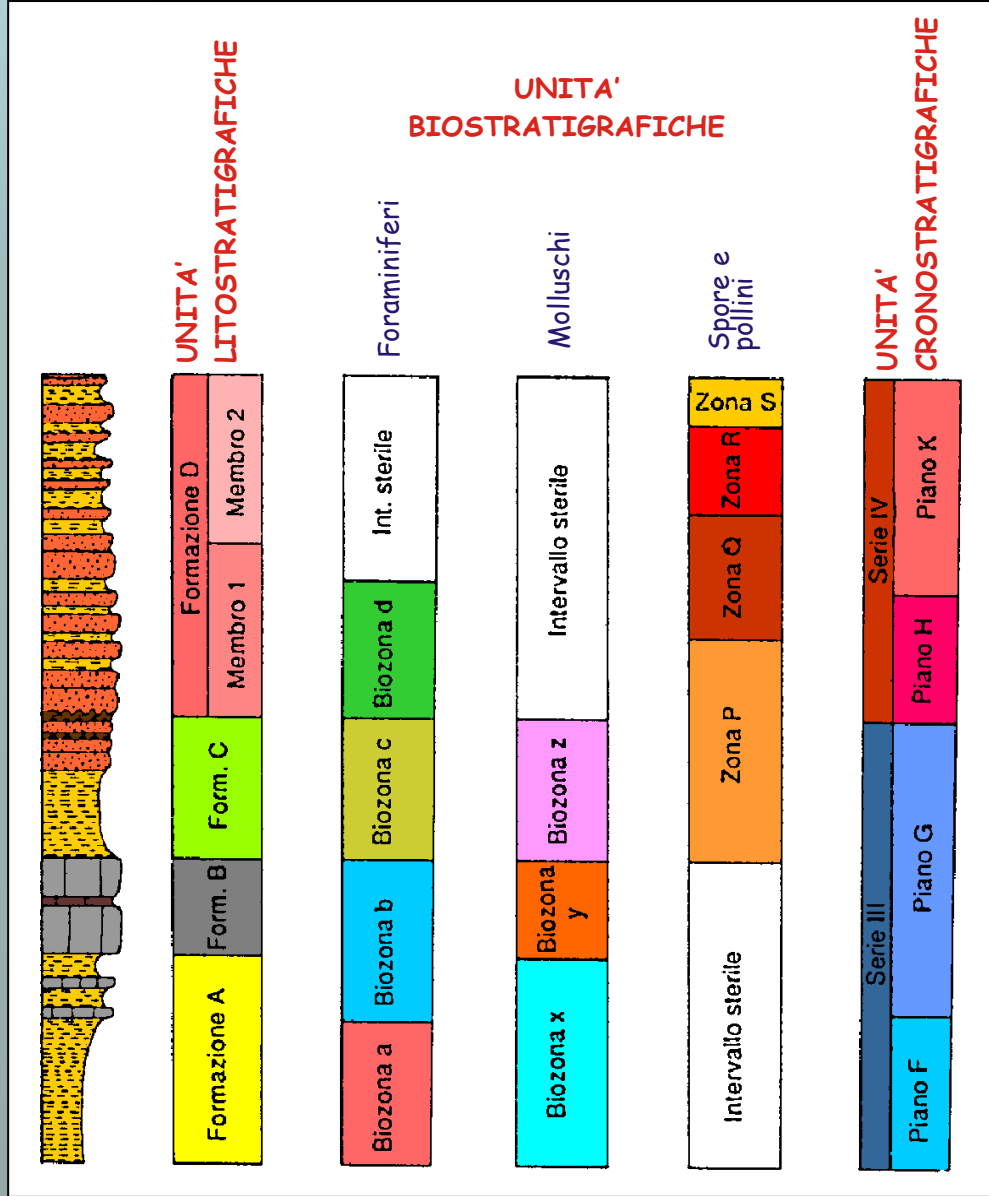 UNITA'
LITOSTRATIGRAFICHE
UNITA'
BIOSTRATIGRAFICHE
Foraminiferi
Molluschi
Spore e
pollini
UNITA'
CRONOSTRATIGRAFICHE
Formazione D
Membro 2
Membro 1
Form. C
Form. B
Formazione A
Int. sterile
Biozona d
Biozona c
Biozona b
Biozona a
Intervallo sterile
Biozona z
Biozona
y
Biozona x
Zona S
Zona R
Zona Q
Zona P
Intervallo sterile
Serie IV
Serie III
Piano K
Piano H
Piano G
Piano F